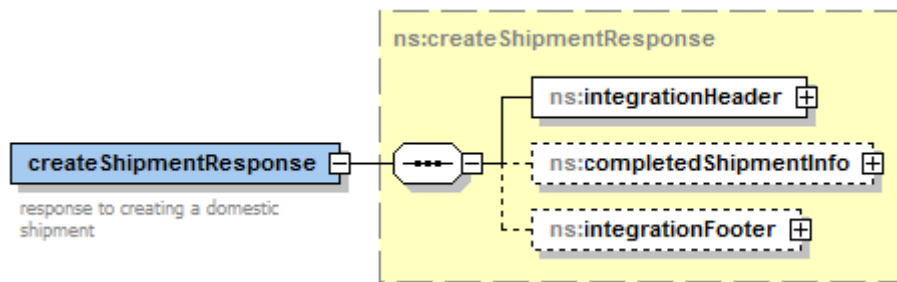 ns:createShipmentResponse
ns:integrationHeader
createShipmentResponse
ns:completedShipmentInfo
response to creating a domestic
shipment
ns:integrationFooter